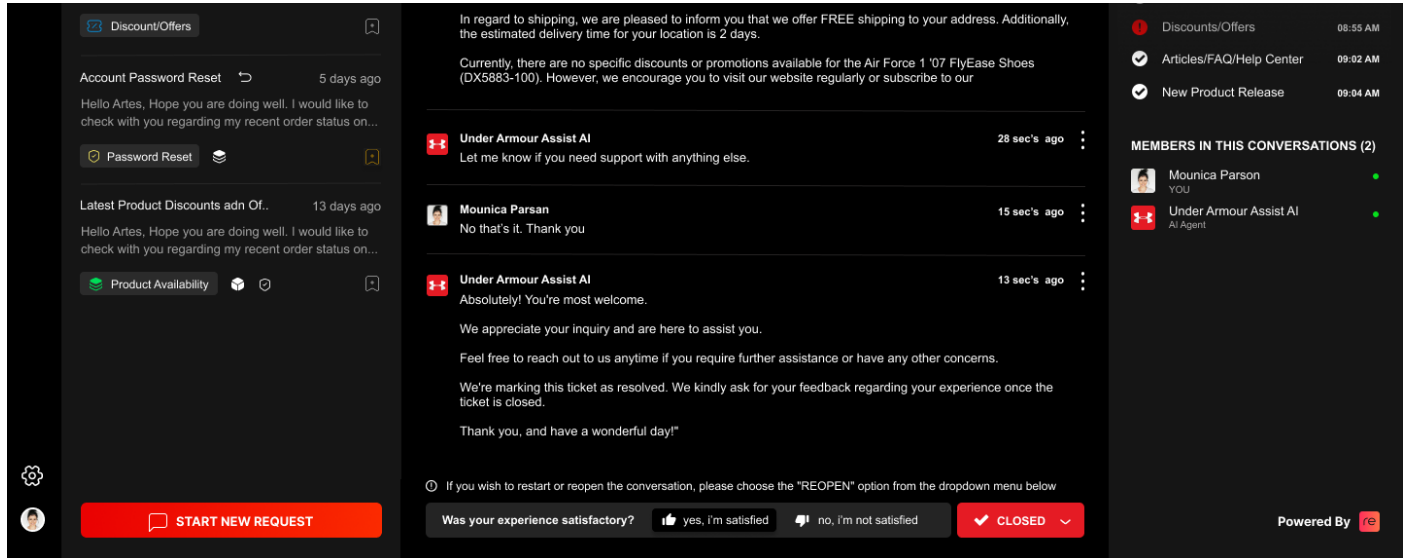 Discount/Offers
Account Password Reset
5 days ago
Hello Artes, Hope you are doing well. I would like to
check with you regarding my recent order status on...
Password Reset
Latest Product Discounts adn Of..
13 days ago
Hello Artes, Hope you are doing well. I would like to
check with you regarding my recent order status on...
Product Availability
START NEW REQUEST
In regard to shipping, we are pleased to inform you that we offer FREE shipping to your address. Additionally,
the estimated delivery time for your location is 2 days.
Currently, there are no specific discounts or promotions available for the Air Force 1 '07 FlyEase Shoes
(DX5883-100). However, we encourage you to visit our website regularly or subscribe to our
Under Armour Assist AI
28 sec's ago
Let me know if you need support with anything else.
Mounica Parsan
15 sec's ago
No that's it. Thank you
Under Armour Assist AI
13 sec's ago
Absolutely! You're most welcome.
We appreciate your inquiry and are here to assist you.
Feel free to reach out to us anytime if you require further assistance or have any other concerns.
We're marking this ticket as resolved. We kindly ask for your feedback regarding your experience once the
ticket is closed.
Thank you, and have a wonderful day!"
If you wish to restart or reopen the conversation, please choose the "REOPEN" option from the dropdown menu below
Was your experience satisfactory?
yes, i'm satisfied
no, i'm not satisfied
CLOSED
Discounts/Offers
08:55 AM
Articles/FAQ/Help Center
09:02 AM
New Product Release
09:04 AM
MEMBERS IN THIS CONVERSATIONS (2)
Mounica Parson
YOU
Under Armour Assist AI
AI Agent
Powered By re